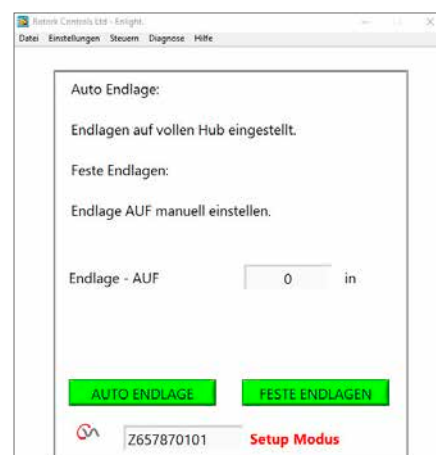 Rotork Controls Ltd - Enlight.
Datei Einstellungen Steuern Diagnose Hilfe
Auto Endlage:
Endlagen auf vollen Hub eingestellt.
Feste Endlagen:
Endlage AUF manuell einstellen.
Endlage - AUF 0 in
AUTO ENDLAGE FESTE ENDLAGEN
Z657870101 Setup Modus